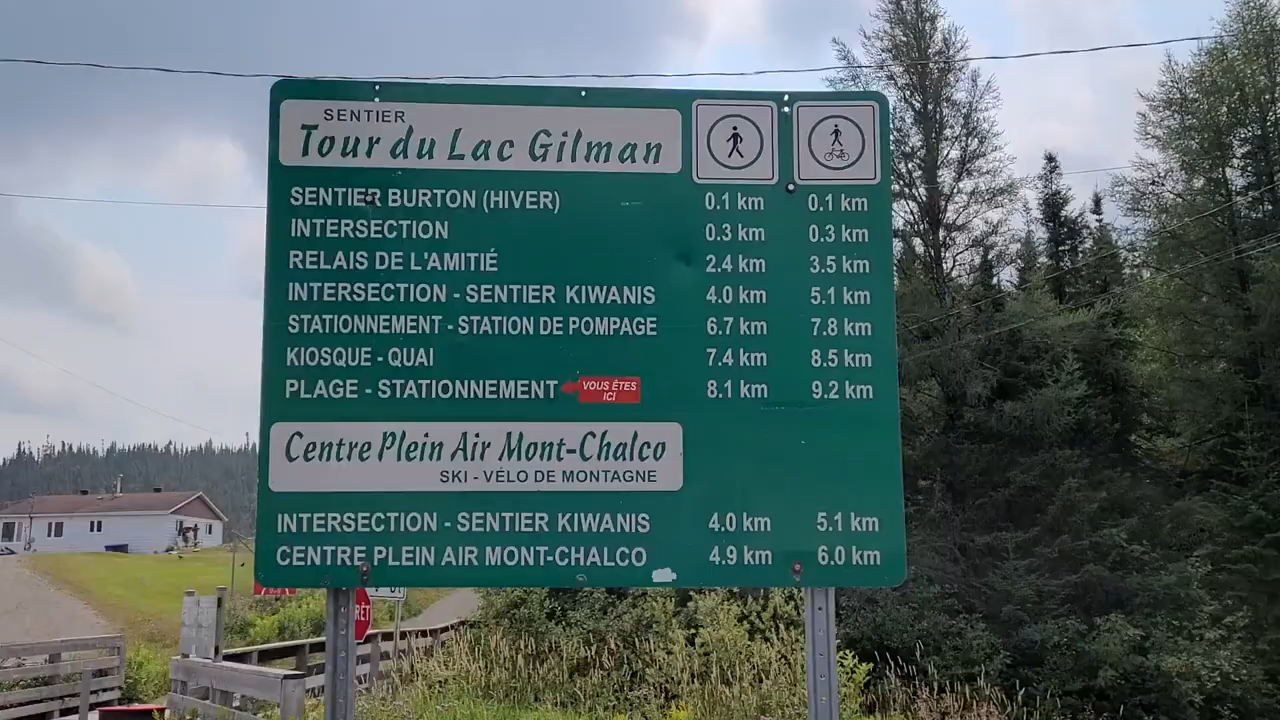 SENTIER
Tour du Lac Gilman
SENTIER BURTON (HIVER) 0.1 km 0.1 km
INTERSECTION 0.3 km 0.3 km
RELAIS DE L'AMITIÉ 2.4 km 3.5 km
INTERSECTION - SENTIER KIWANIS 4.0 km 5.1 km
STATIONNEMENT - STATION DE POMPAGE 6.7 km 7.8 km
KIOSQUE - QUAI 7.4 km 8.5 km
PLAGE - STATIONNEMENT VOUS ÊTES ICI 8.1 km 9.2 km
Centre Plein Air Mont-Chalco
SKI - VÉLO DE MONTAGNE
INTERSECTION - SENTIER KIWANIS 4.0 km 5.1 km
CENTRE PLEIN AIR MONT-CHALCO 4.9 km 6.0 km